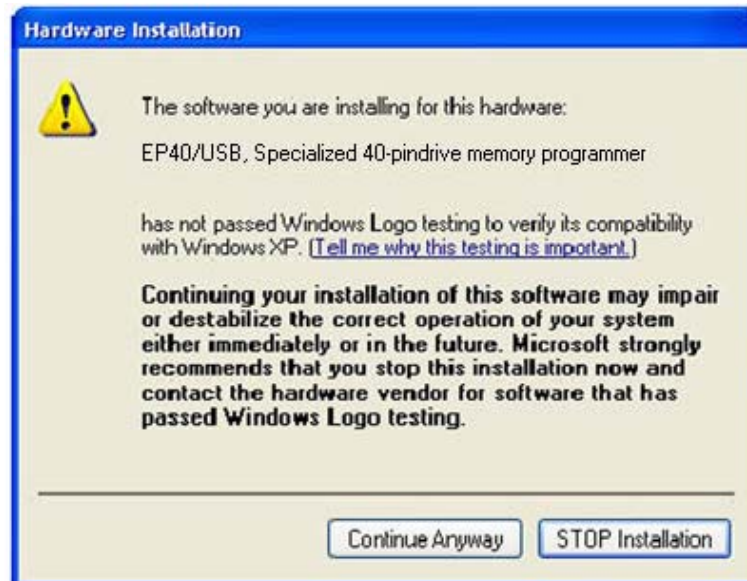 Hardware Installation
The software you are installing for this hardware:
EP40/USB, Specialized 40-pindrive memory programmer
has not passed Windows Logo testing to verify its compatibility
with Windows XP. (Tell me why this testing is important.)
Continuing your installation of this software may impair
or destabilize the correct operation of your system
either immediately or in the future. Microsoft strongly
recommends that you stop this installation now and
contact the hardware vendor for software that has
passed Windows Logo testing.
Continue Anyway
STOP Installation